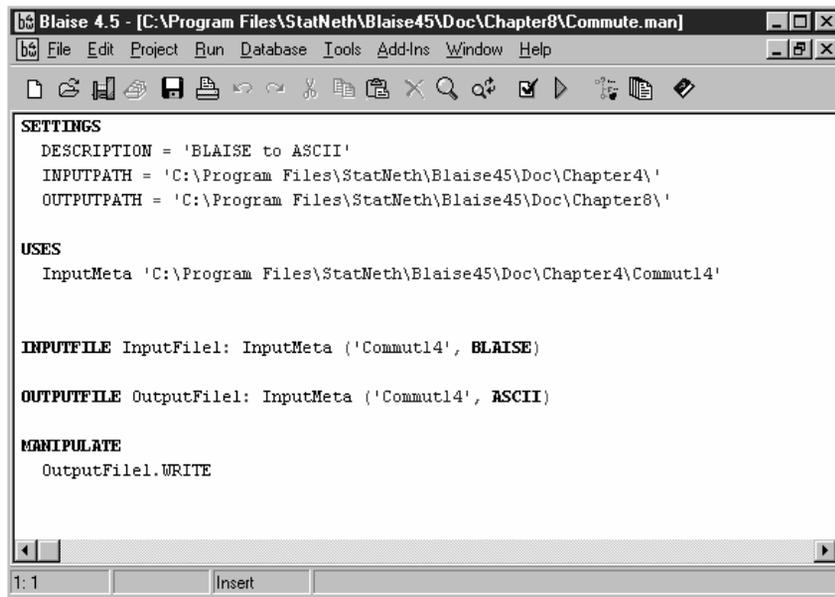 Blaise 4.5 - [C:\Program Files\StatNeth\Blaise45\Doc\Chapter8\Commute.man]
File Edit Project Run Database Tools Add-Ins Window Help
SETTINGS
DESCRIPTION = 'BLAISE to ASCII'
INPUTPATH = 'C:\Program Files\StatNeth\Blaise45\Doc\Chapter4\'
OUTPUTPATH = 'C:\Program Files\StatNeth\Blaise45\Doc\Chapter8\'
USES
InputMeta 'C:\Program Files\StatNeth\Blaise45\Doc\Chapter4\Commut14'
INPUTFILE InputFile1: InputMeta ('Commut14', BLAISE)
OUTPUTFILE OutputFile1: InputMeta ('Commut14', ASCII)
MANIPULATE
OutputFile1.WRITE
1: 1 Insert